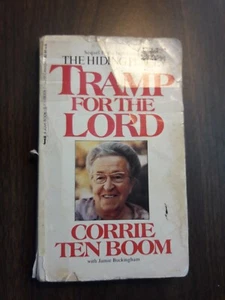 THE HIDING
TRAMP
FOR THE
LORD
CORRIE
TEN BOOM
with Jamie Buckingham